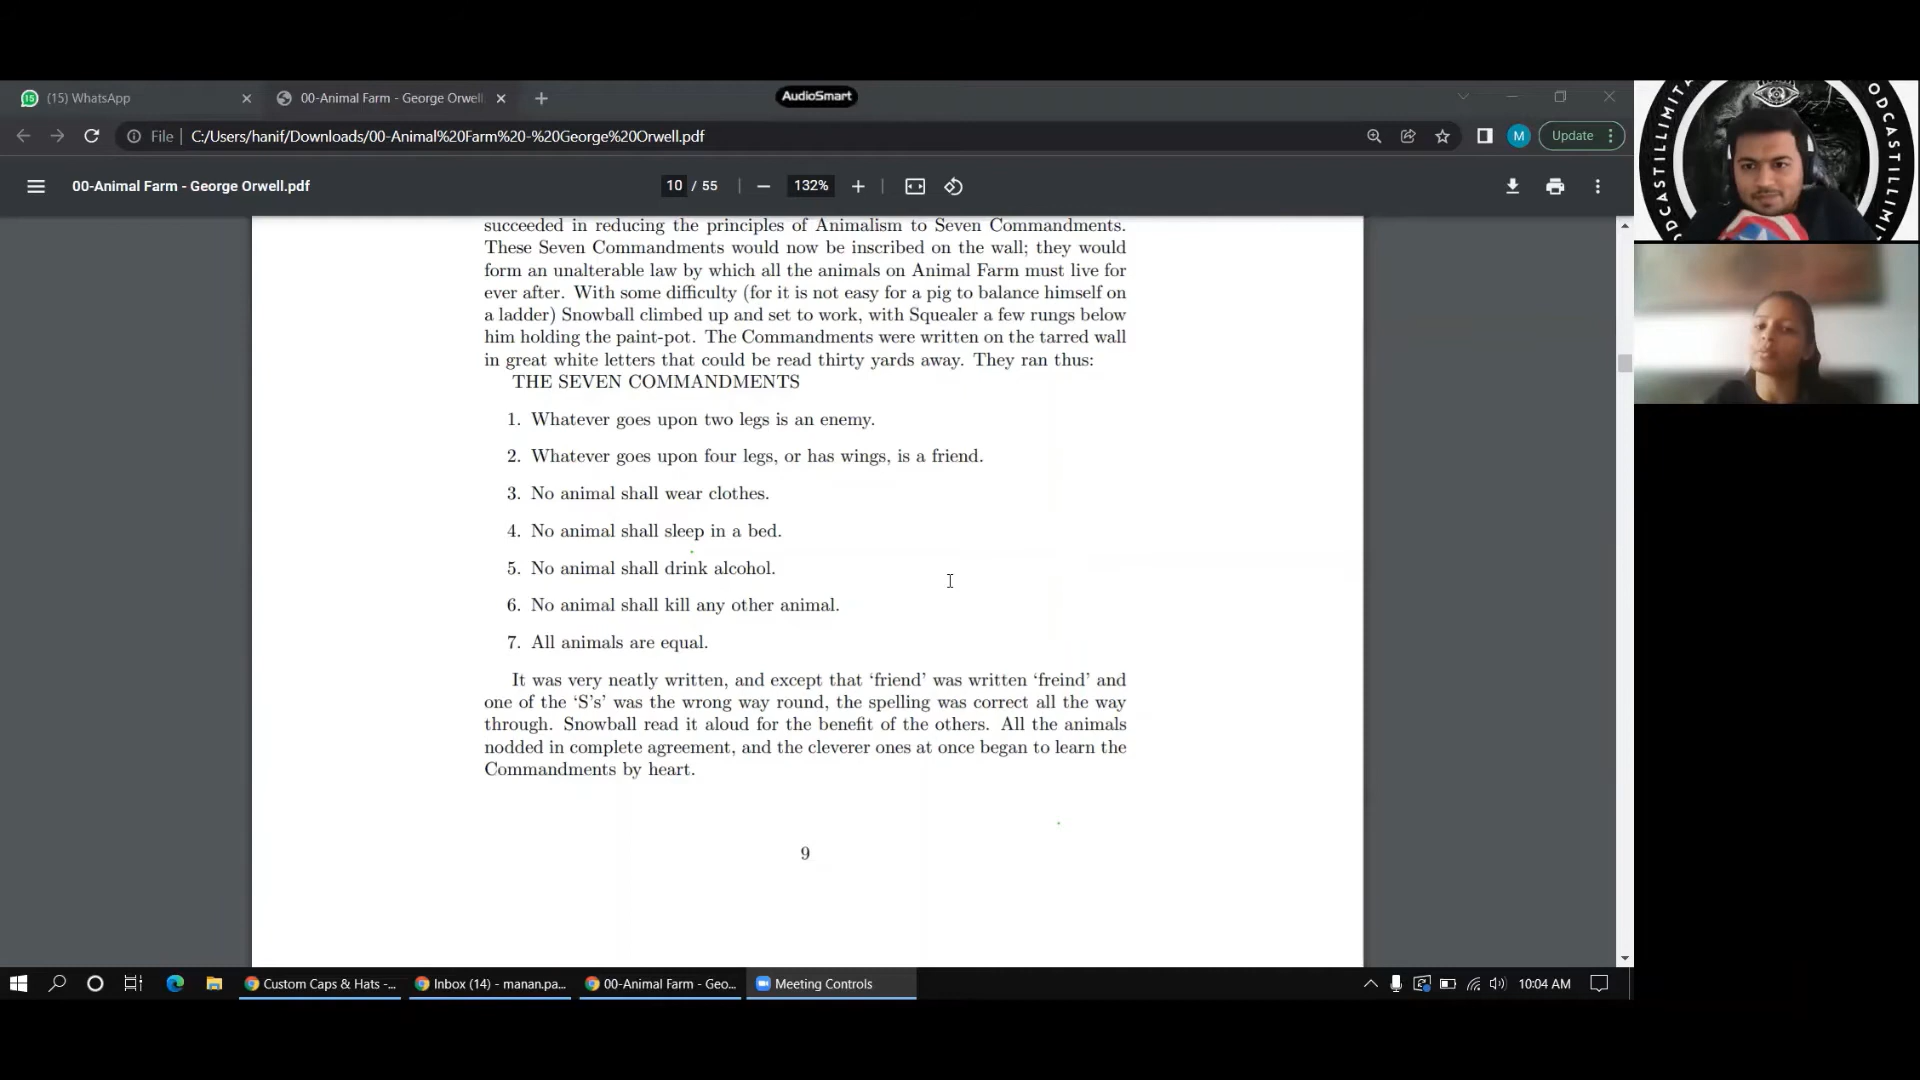 (15) WhatsApp
00-Animal Farm - George Orwell
AudioSmart
File
C:/Users/hanif/Downloads/00-Animal%20Farm%20-%20George%20Orwell.pdf
M
Update
00-Animal Farm - George Orwell.pdf
10 / 55
132%
succeeded in reducing the principles of Animalism to Seven Commandments.
These Seven Commandments would now be inscribed on the wall; they would
form an unalterable law by which all the animals on Animal Farm must live for
ever after. With some difficulty (for it is not easy for a pig to balance himself on
a ladder) Snowball climbed up and set to work, with Squealer a few rungs below
him holding the paint-pot. The Commandments were written on the tarred wall
in great white letters that could be read thirty yards away. They ran thus:
THE SEVEN COMMANDMENTS
1. Whatever goes upon two legs is an enemy.
2. Whatever goes upon four legs, or has wings, is a friend.
3. No animal shall wear clothes.
4. No animal shall sleep in a bed.
5. No animal shall drink alcohol.
6. No animal shall kill any other animal.
7. All animals are equal.
It was very neatly written, and except that ‘friend’ was written ‘freind’ and
one of the ‘S’s’ was the wrong way round, the spelling was correct all the way
through. Snowball read it aloud for the benefit of the others. All the animals
nodded in complete agreement, and the cleverer ones at once began to learn the
Commandments by heart.
9
Custom Caps & Hats -...
Inbox (14) - manan.pa...
00-Animal Farm - Geo...
Meeting Controls
10:04 AM